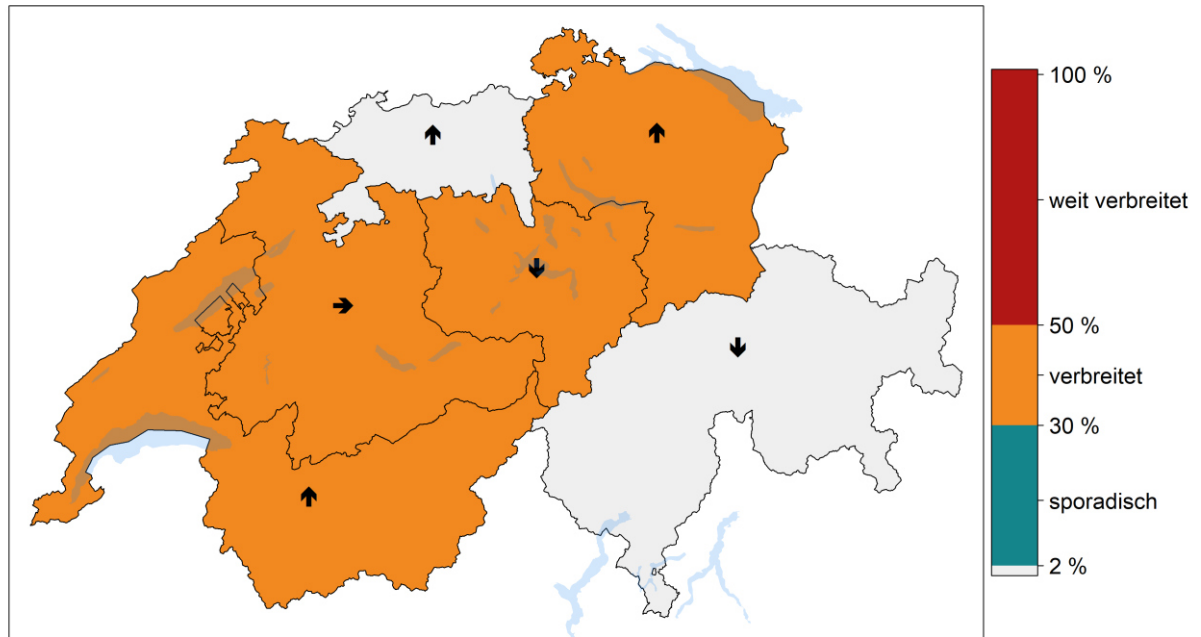 100 %
weit verbreitet
50 %
verbreitet
30 %
sporadisch
2 %